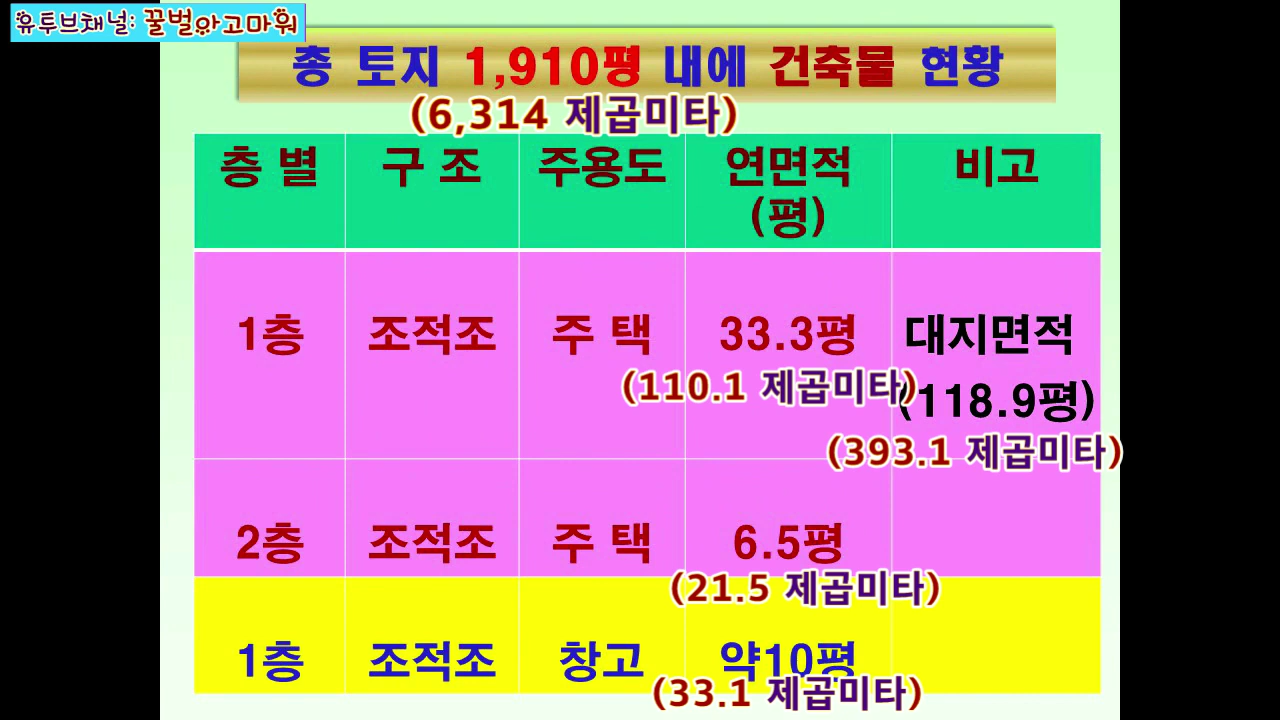 유투브채널: 꿀벌아고마워
총 토지 1,910평 내에 건축물 현황
(6,314 제곱미타)
층 별 구 조 주용도 연면적 비고
(평)
1층 조적조 주 택 33.3평 대지면적
(110.1 제곱미타) (118.9평)
(393.1 제곱미타)
2층 조적조 주 택 6.5평
(21.5 제곱미타)
1층 조적조 창고 약10평
(33.1 제곱미타)